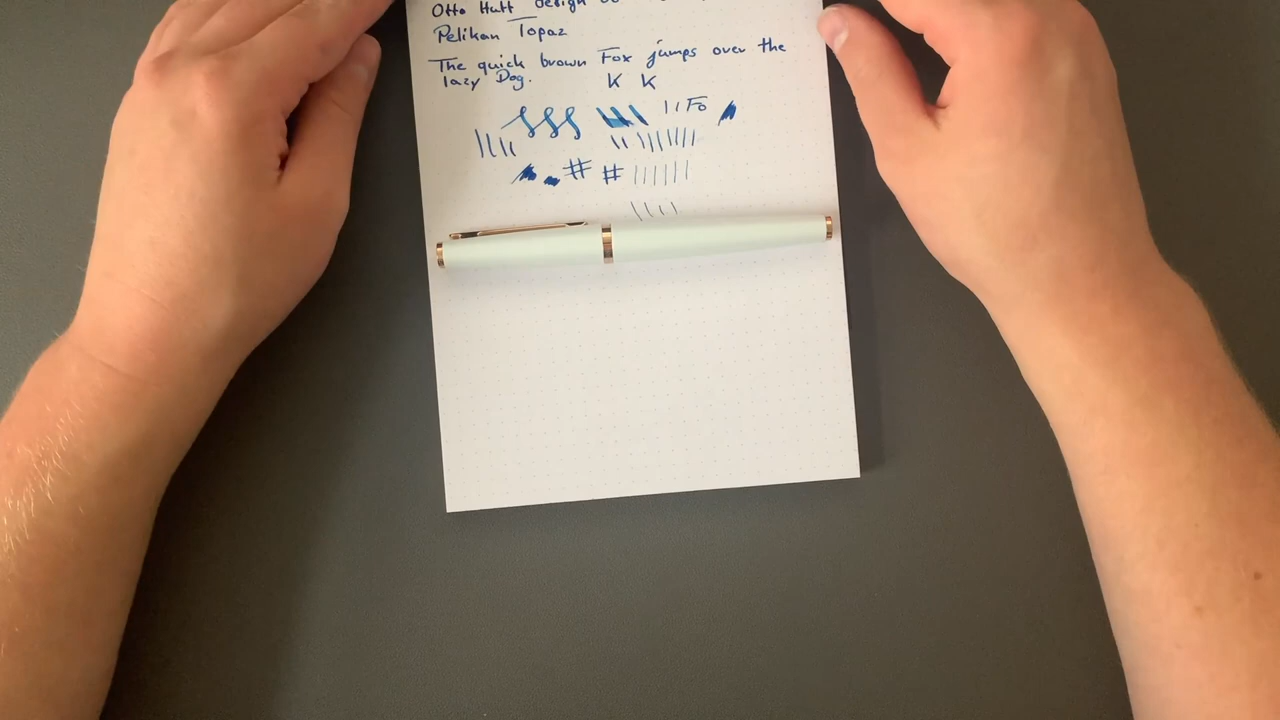 Otto Hutt design
Pelikan Topaz
The quick brown Fox jumps over the
lazy Dog.
K K
Fo
# #